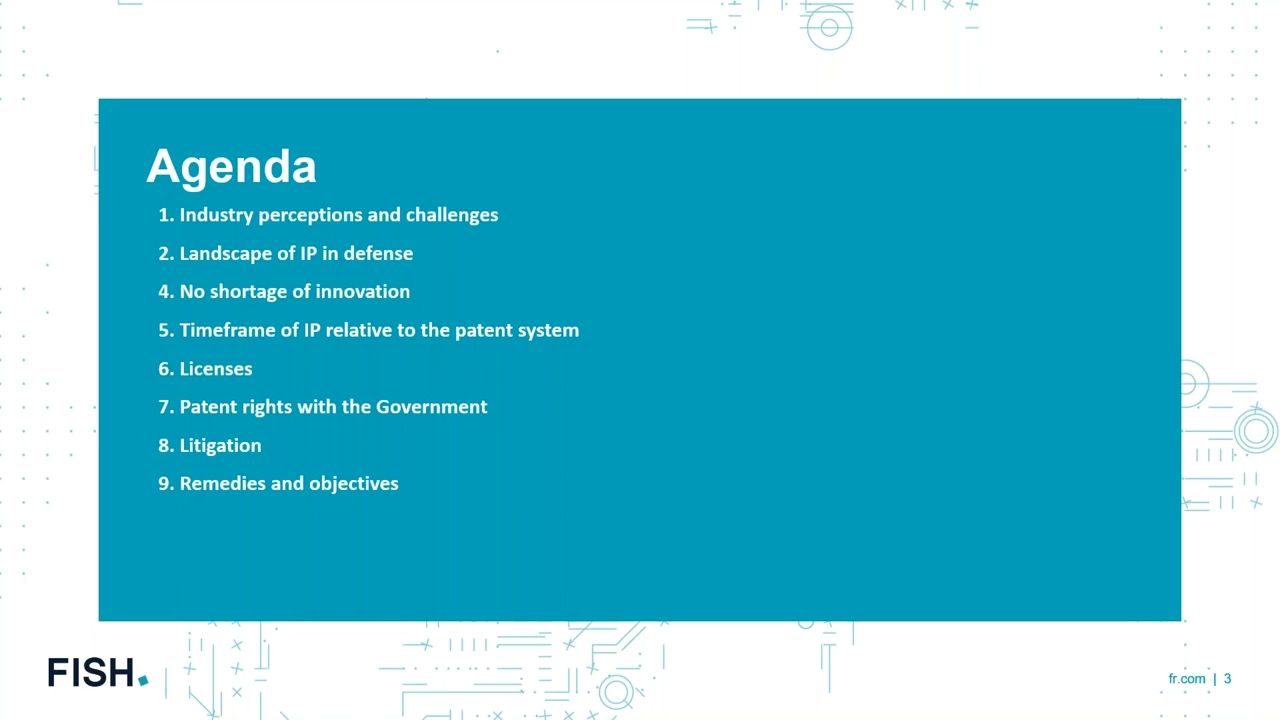 Agenda
1. Industry perceptions and challenges
2. Landscape of IP in defense
4. No shortage of innovation
5. Timeframe of IP relative to the patent system
6. Licenses
7. Patent rights with the Government
8. Litigation
9. Remedies and objectives
FISH.
fr.com | 3